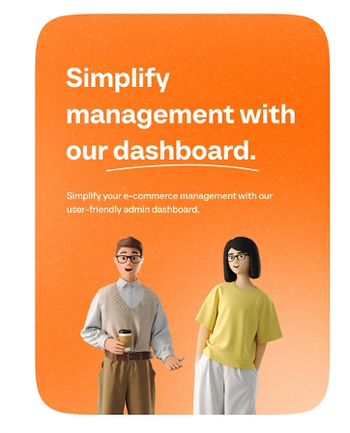 Simplify
management with
our dashboard.
Simplify your e-commerce management with our
user-friendly admin dashboard.